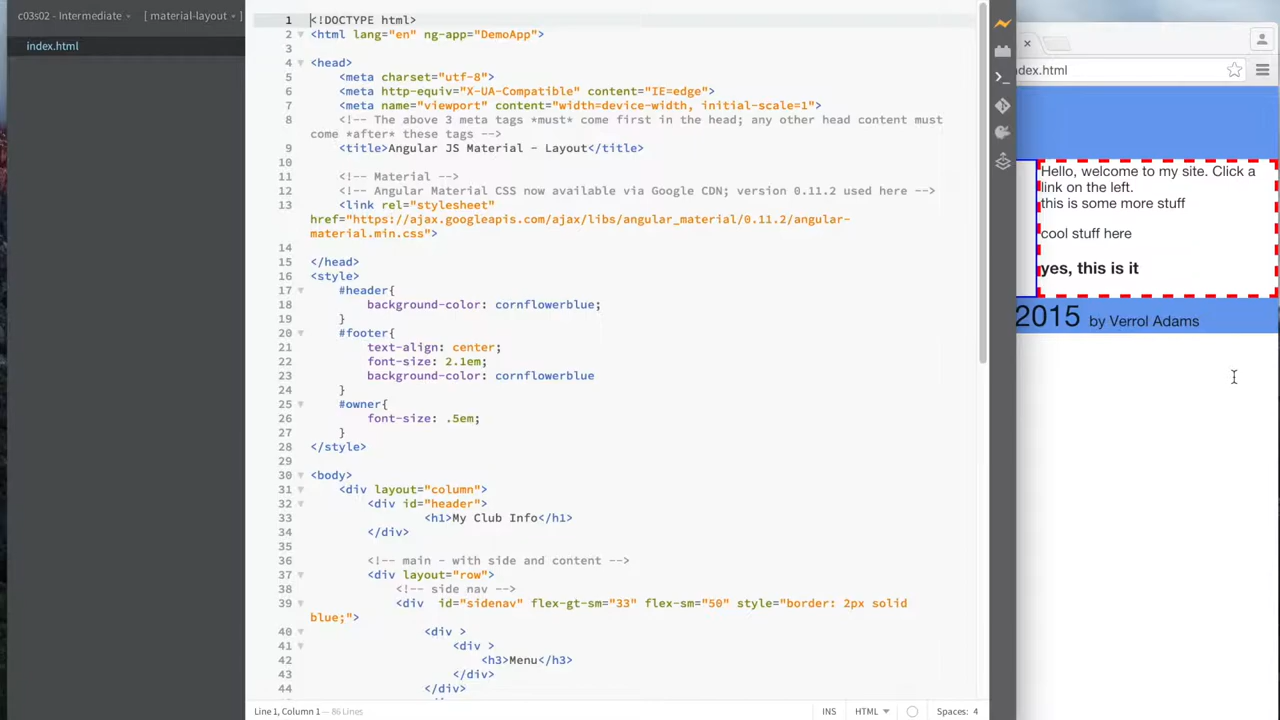 c03s02 - Intermediate
[ material-layout
index.html
1 <!DOCTYPE html>
2 <html lang="en" ng-app="DemoApp">
3
4 <head>
5 <meta charset="utf-8">
6 <meta http-equiv="X-UA-Compatible" content="IE=edge">
7 <meta name="viewport" content="width=device-width, initial-scale=1">
8 <!-- The above 3 meta tags *must* come first in the head; any other head content must
come *after* these tags -->
9 <title>Angular JS Material - Layout</title>
10
11 <!-- Material -->
12 <!-- Angular Material CSS now available via Google CDN; version 0.11.2 used here -->
13 <link rel="stylesheet"
href="https://ajax.googleapis.com/ajax/libs/angular_material/0.11.2/angular-
material.min.css">
14
15 </head>
16 <style>
17 #header{
18 background-color: cornflowerblue;
19 }
20 #footer{
21 text-align: center;
22 font-size: 2.1em;
23 background-color: cornflowerblue
24 }
25 #owner{
26 font-size: .5em;
27 }
28 </style>
29
30 <body>
31 <div layout="column">
32 <div id="header">
33 <h1>My Club Info</h1>
34 </div>
35
36 <!-- main - with side and content -->
37 <div layout="row">
38 <!-- side nav -->
39 <div id="sidenav" flex-gt-sm="33" flex-sm="50" style="border: 2px solid
blue;">
40 <div >
41 <div >
42 <h3>Menu</h3>
43 </div>
44 </div>
Line 1, Column 1 — 86 Lines
INS
HTML
Spaces: 4
dex.html
Hello, welcome to my site. Click a
link on the left.
this is some more stuff
cool stuff here
yes, this is it
2015 by Verrol Adams